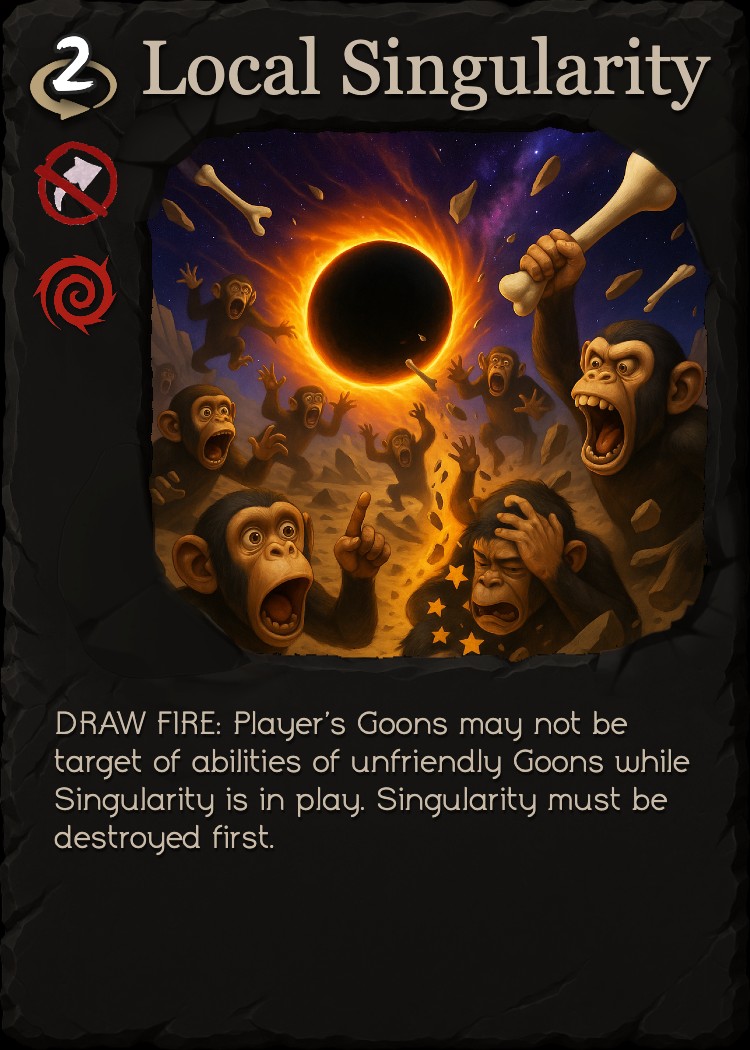 2 Local Singularity
DRAW FIRE: Player's Goons may not be
target of abilities of unfriendly Goons while
Singularity is in play. Singularity must be
destroyed first.